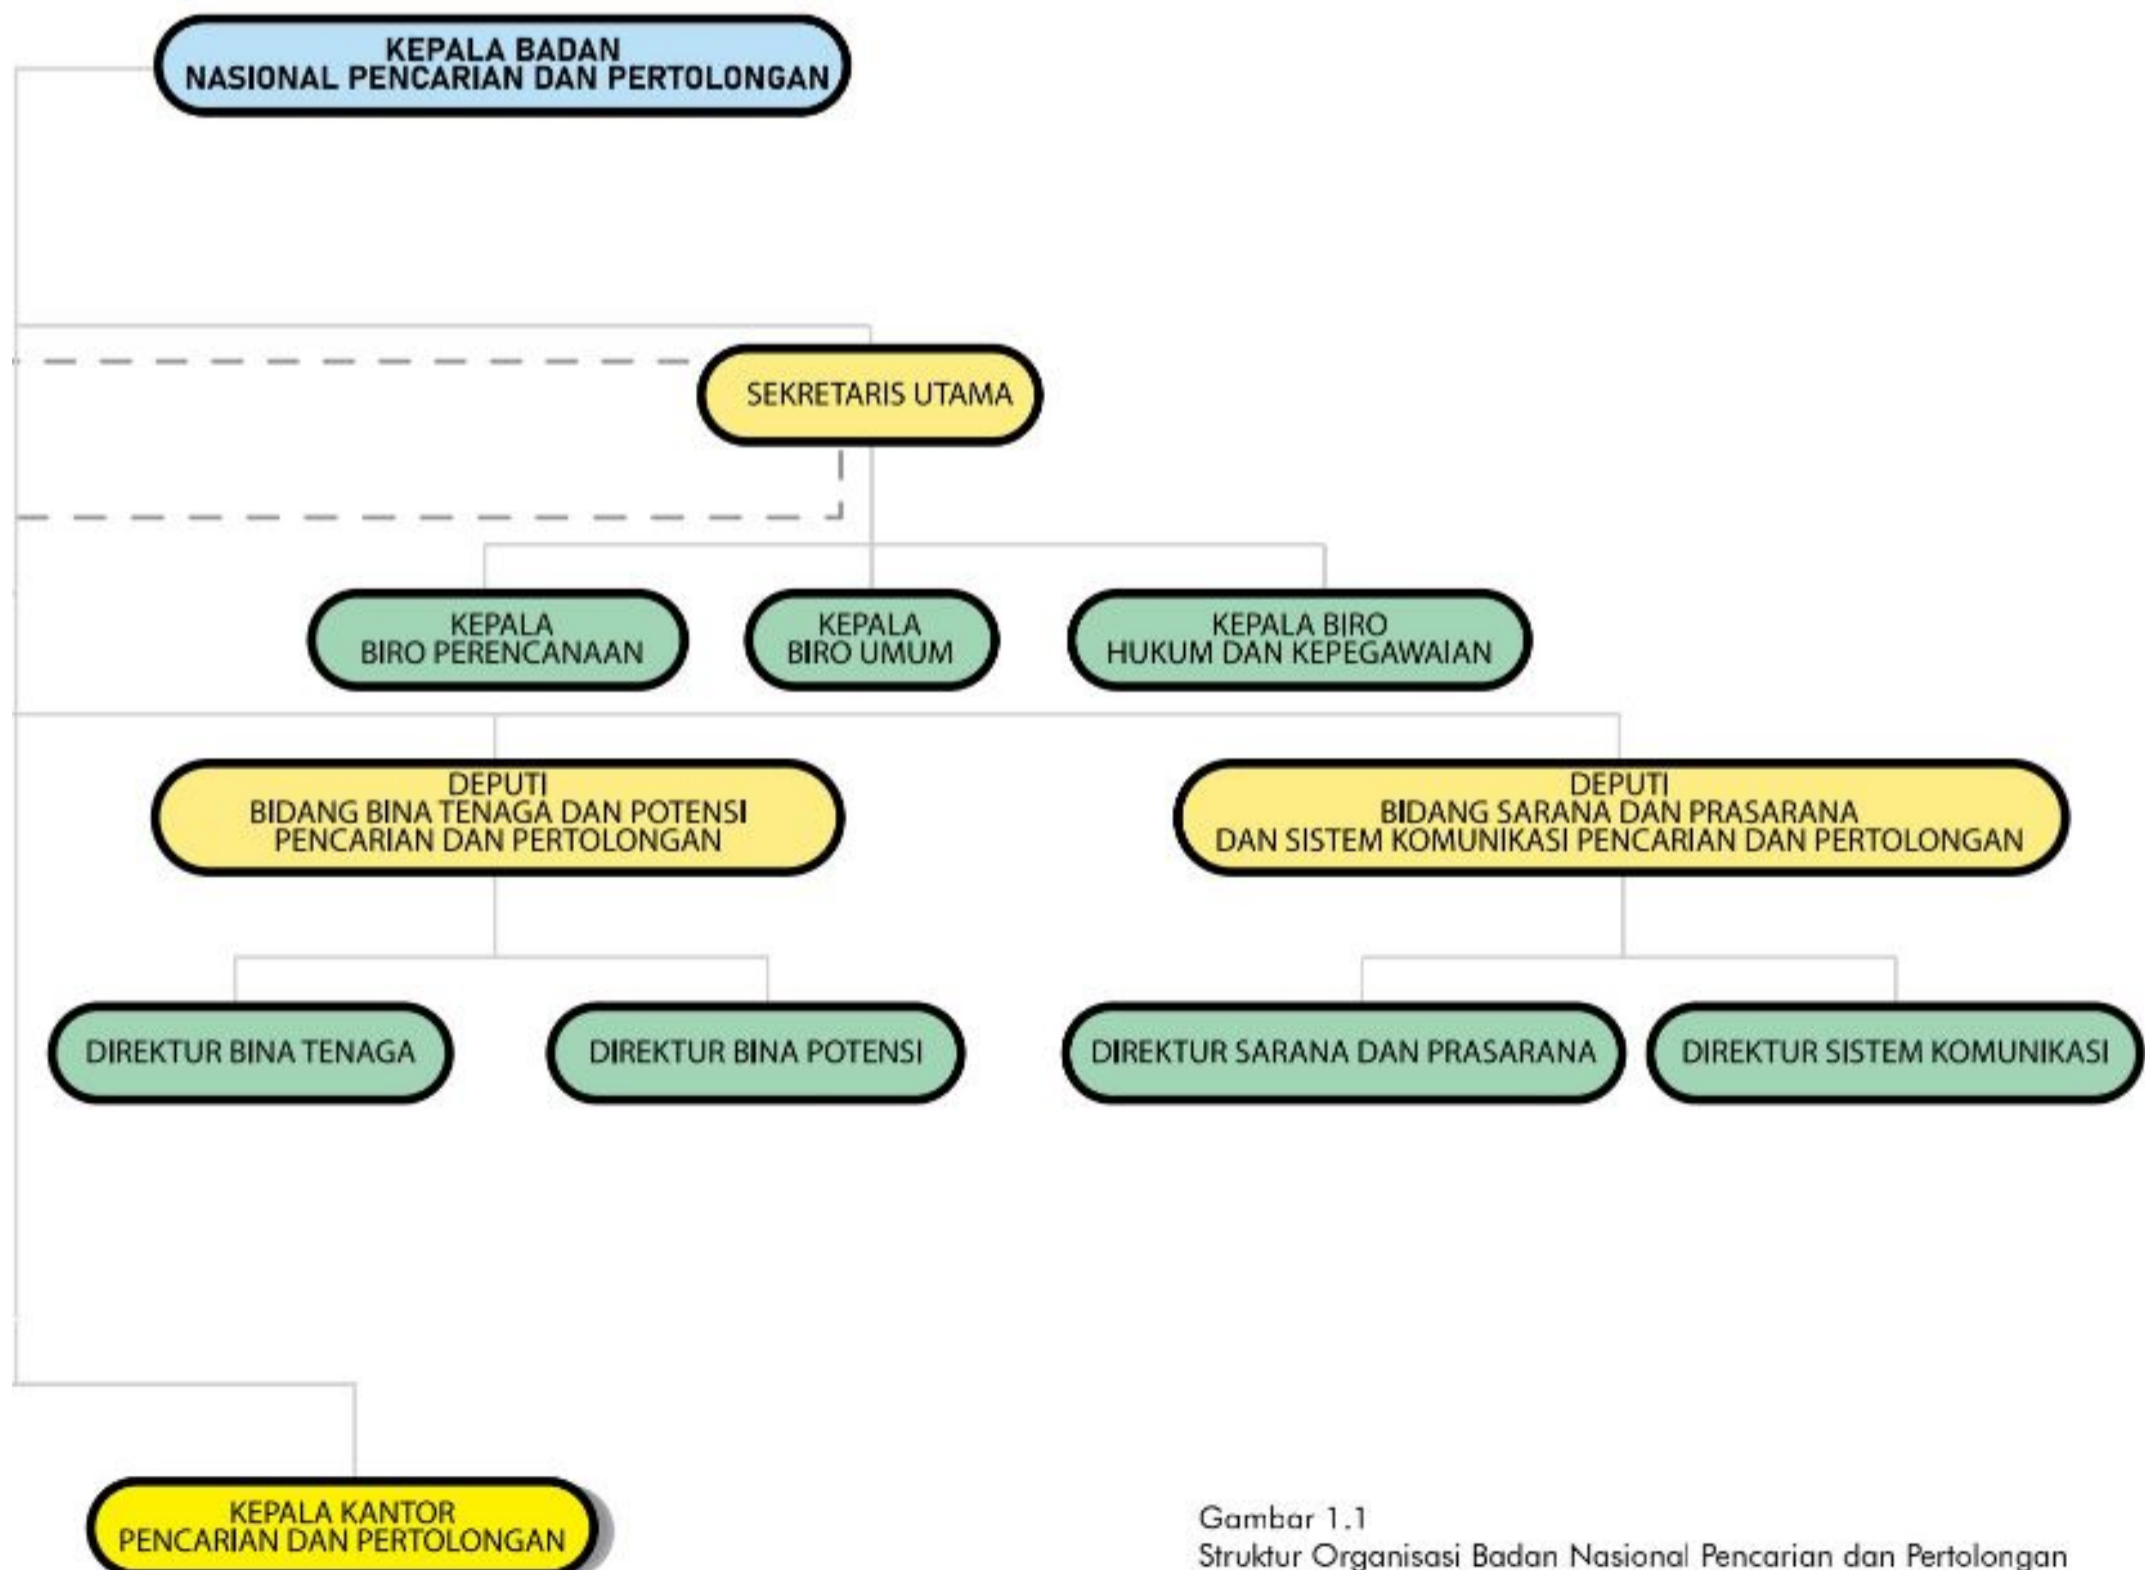 KEPALA BADAN
NASIONAL PENCARIAN DAN PERTOLONGAN
SEKRETARIS UTAMA
KEPALA
BIRO PERENCANAAN
KEPALA
BIRO UMUM
KEPALA BIRO
HUKUM DAN KEPEGAWAIAN
DEPUTI
BIDANG BINA TENAGA DAN POTENSI
PENCARIAN DAN PERTOLONGAN
DEPUTI
BIDANG SARANA DAN PRASARANA
DAN SISTEM KOMUNIKASI PENCARIAN DAN PERTOLONGAN
DIREKTUR BINA TENAGA
DIREKTUR BINA POTENSI
DIREKTUR SARANA DAN PRASARANA
DIREKTUR SISTEM KOMUNIKASI
KEPALA KANTOR
PENCARIAN DAN PERTOLONGAN
Gambar 1.1
Struktur Organisasi Badan Nasional Pencarian dan Pertolongan